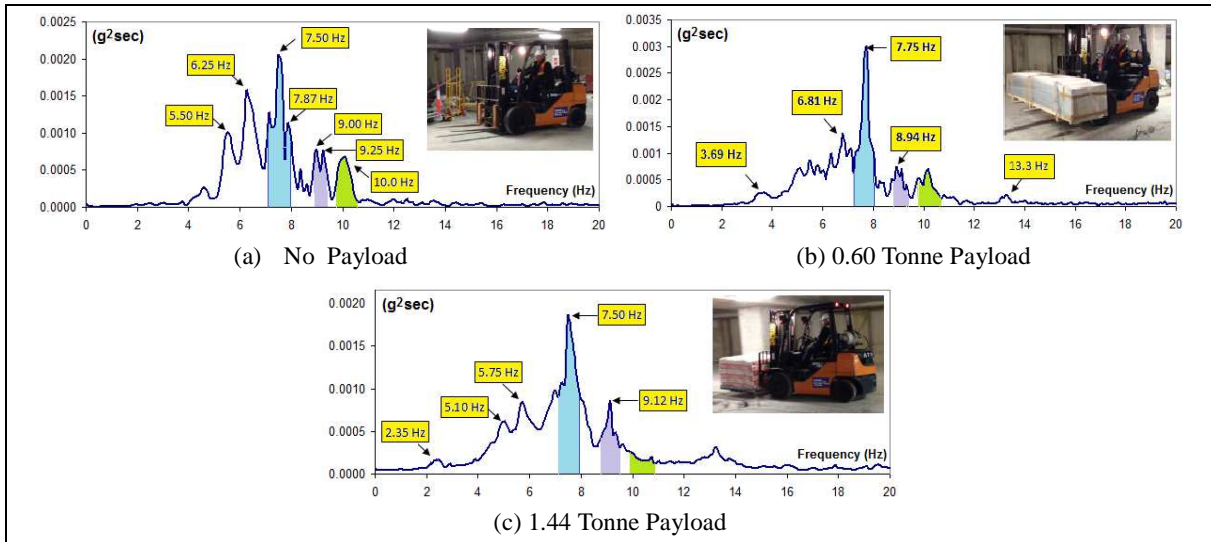 (g²sec)
0.0025
0.0020
0.0015
0.0010
0.0005
0.0000
7.50 Hz
6.25 Hz
7.87 Hz
5.50 Hz
9.00 Hz
9.25 Hz
10.0 Hz
Frequency (Hz)
0 2 4 6 8 10 12 14 16 18 20
(a) No Payload
(g²sec)
0.0035
0.003
0.0025
0.002
0.0015
0.001
0.0005
0
7.75 Hz
6.81 Hz
8.94 Hz
3.69 Hz
13.3 Hz
Frequency (Hz)
0 2 4 6 8 10 12 14 16 18 20
(b) 0.60 Tonne Payload
(g²sec)
0.0020
0.0015
0.0010
0.0005
0.0000
7.50 Hz
5.75 Hz
5.10 Hz
9.12 Hz
2.35 Hz
Frequency (Hz)
0 2 4 6 8 10 12 14 16 18 20
(c) 1.44 Tonne Payload